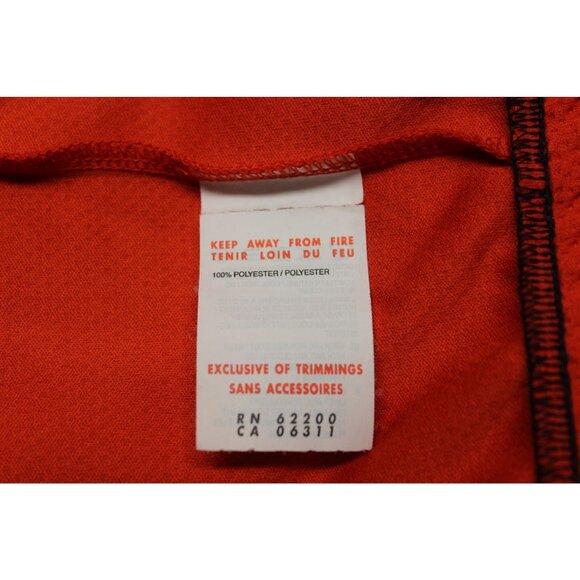 KEEP AWAY FROM FIRE
TENIR LOIN DU FEU
100% POLYESTER / POLYESTER
EXCLUSIVE OF TRIMMINGS
SANS ACCESSOIRES
RN 62200
CA 06311